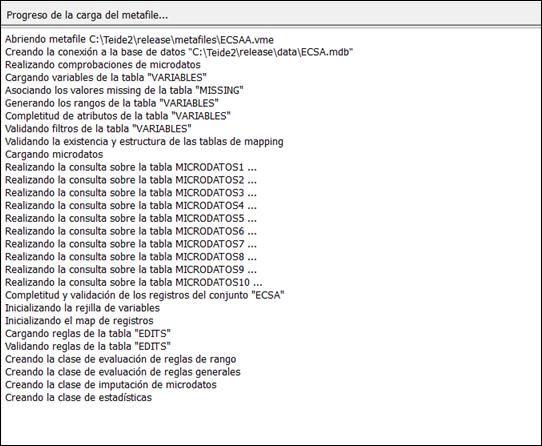 Progreso de la carga del metafile...
Abriendo metafile C:\Teide2\release\metafiles\ECSAA.vme
Creando la conexión a la base de datos "C:\Teide2\release\data\ECSA.mdb"
Realizando comprobaciones de microdatos
Cargando variables de la tabla "VARIABLES"
Asociando los valores missing de la tabla "MISSING"
Generando los rangos de la tabla "VARIABLES"
Completitud de atributos de la tabla "VARIABLES"
Validando filtros de la tabla "VARIABLES"
Validando la existencia y estructura de las tablas de mapping
Cargando microdatos
Realizando la consulta sobre la tabla MICRODATOS1 ...
Realizando la consulta sobre la tabla MICRODATOS2 ...
Realizando la consulta sobre la tabla MICRODATOS3 ...
Realizando la consulta sobre la tabla MICRODATOS4 ...
Realizando la consulta sobre la tabla MICRODATOS5 ...
Realizando la consulta sobre la tabla MICRODATOS6 ...
Realizando la consulta sobre la tabla MICRODATOS7 ...
Realizando la consulta sobre la tabla MICRODATOS8 ...
Realizando la consulta sobre la tabla MICRODATOS9 ...
Realizando la consulta sobre la tabla MICRODATOS10 ...
Completitud y validación de los registros del conjunto "ECSA"
Inicializando la rejilla de variables
Inicializando el map de registros
Cargando reglas de la tabla "EDITS"
Validando reglas de la tabla "EDITS"
Creando la clase de evaluación de reglas de rango
Creando la clase de evaluación de reglas generales
Creando la clase de imputación de microdatos
Creando la clase de estadísticas